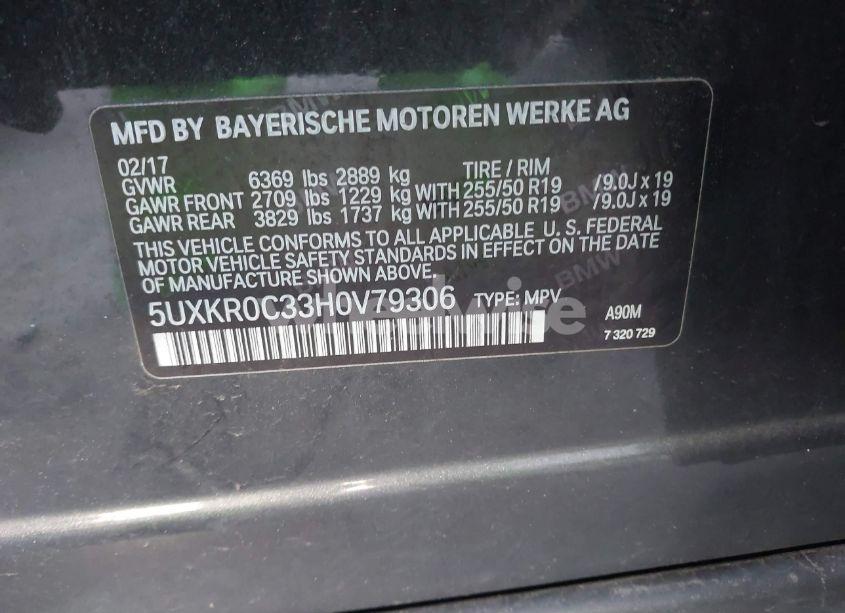 MFD BY BAYERISCHE MOTOREN WERKE AG
02/17 TIRE / RIM
GVWR 6369 lbs 2889 kg
GAWR FRONT 2709 lbs 1229 kg WITH 255/50 R19 /9.0J x 19
GAWR REAR 3829 lbs 1737 kg WITH 255/50 R19 /9.0J x 19
THIS VEHICLE CONFORMS TO ALL APPLICABLE U. S. FEDERAL
MOTOR VEHICLE SAFETY STANDARDS IN EFFECT ON THE DATE
OF MANUFACTURE SHOWN ABOVE.
5UXKR0C33H0V79306 TYPE: MPV A90M
7 320 729